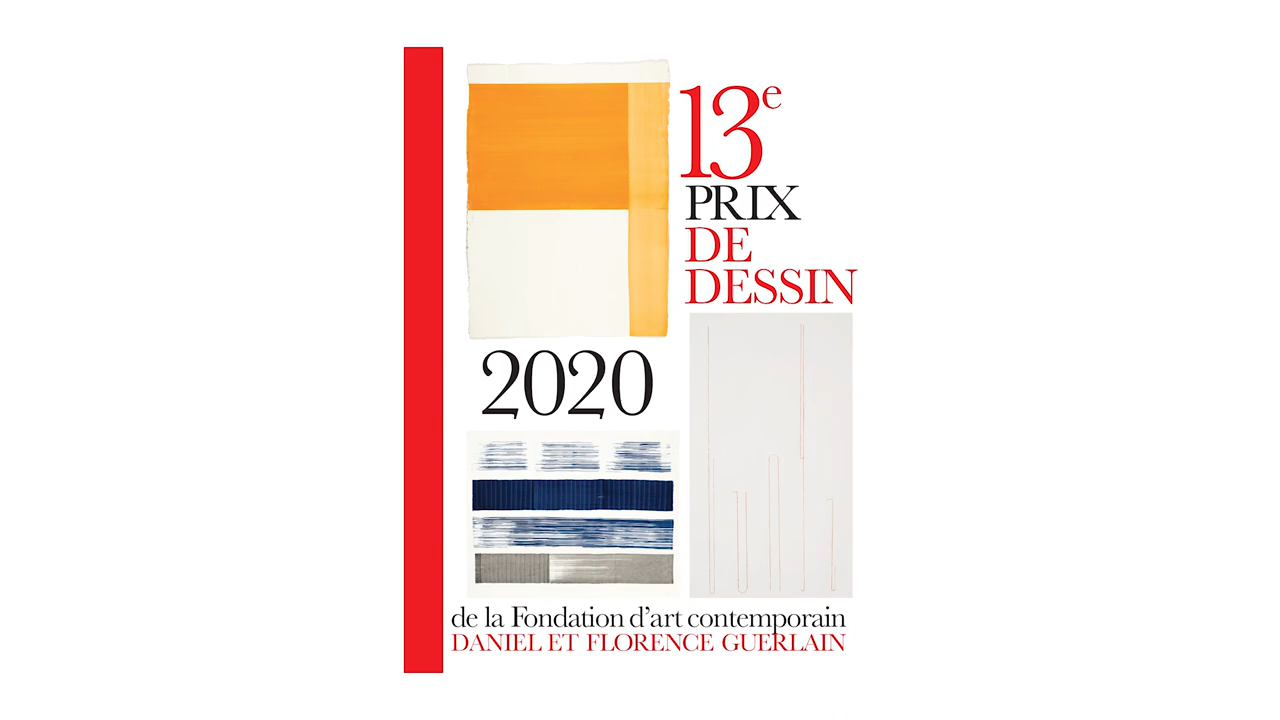 13e
PRIX
DE
DESSIN
2020
de la Fondation d'art contemporain
DANIEL ET FLORENCE GUERLAIN